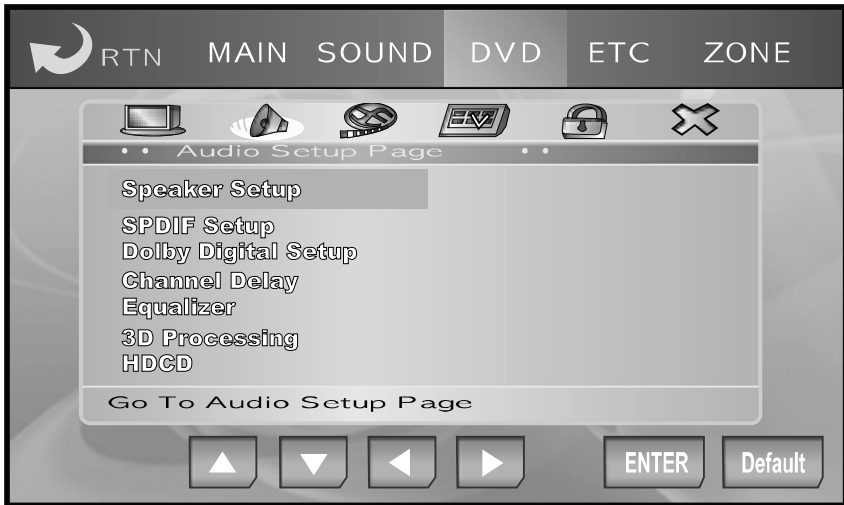 RTN MAIN SOUND DVD ETC ZONE
Audio Setup Page
Speaker Setup
SPDIF Setup
Dolby Digital Setup
Channel Delay
Equalizer
3D Processing
HDCD
Go To Audio Setup Page
ENTER Default